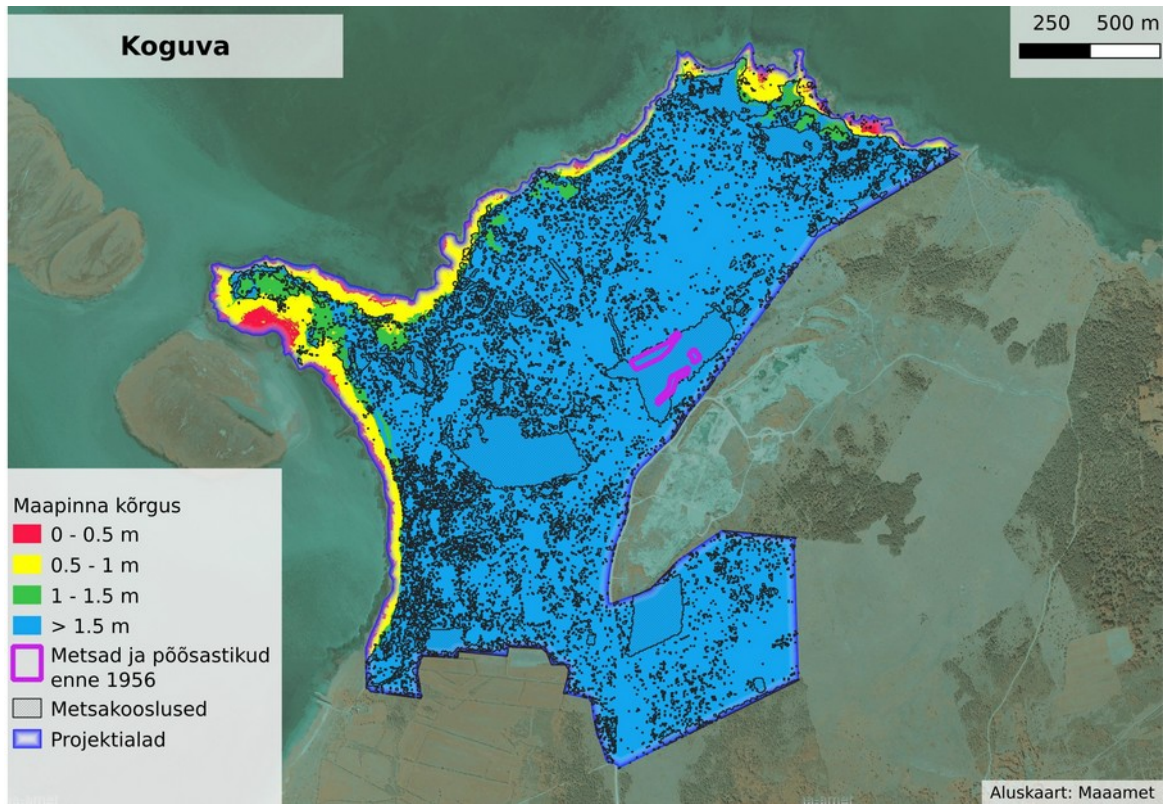 Koguva
250 500 m
Maapinna kõrgus
0 - 0.5 m
0.5 - 1 m
1 - 1.5 m
> 1.5 m
Metsad ja põõsastikud
enne 1956
Metsakooslused
Projektialad
Aluskaart: Maaamet